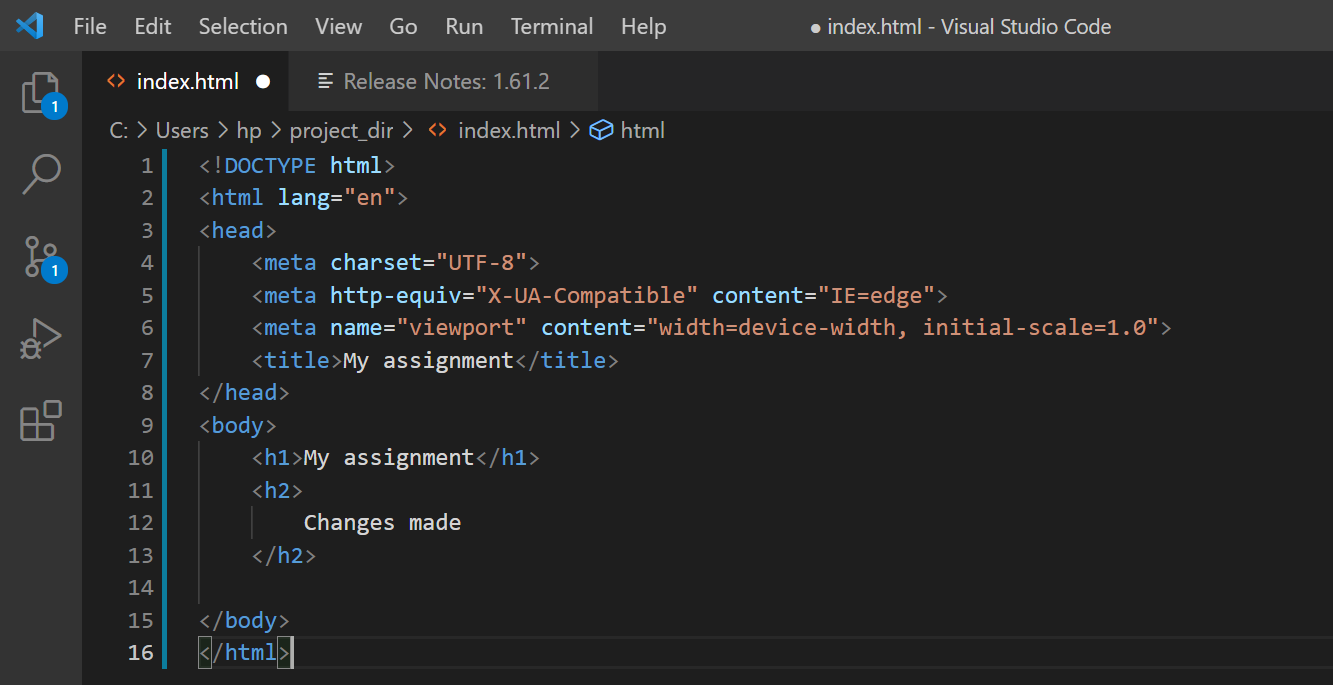 File Edit Selection View Go Run Terminal Help ● index.html - Visual Studio Code
index.html ● Release Notes: 1.61.2
C: > Users > hp > project_dir > index.html > html
1
1
1 <!DOCTYPE html>
2 <html lang="en">
3 <head>
4     <meta charset="UTF-8">
5     <meta http-equiv="X-UA-Compatible" content="IE=edge">
6     <meta name="viewport" content="width=device-width, initial-scale=1.0">
7     <title>My assignment</title>
8 </head>
9 <body>
10     <h1>My assignment</h1>
11     <h2>
12         Changes made
13     </h2>
14
15 </body>
16 </html>